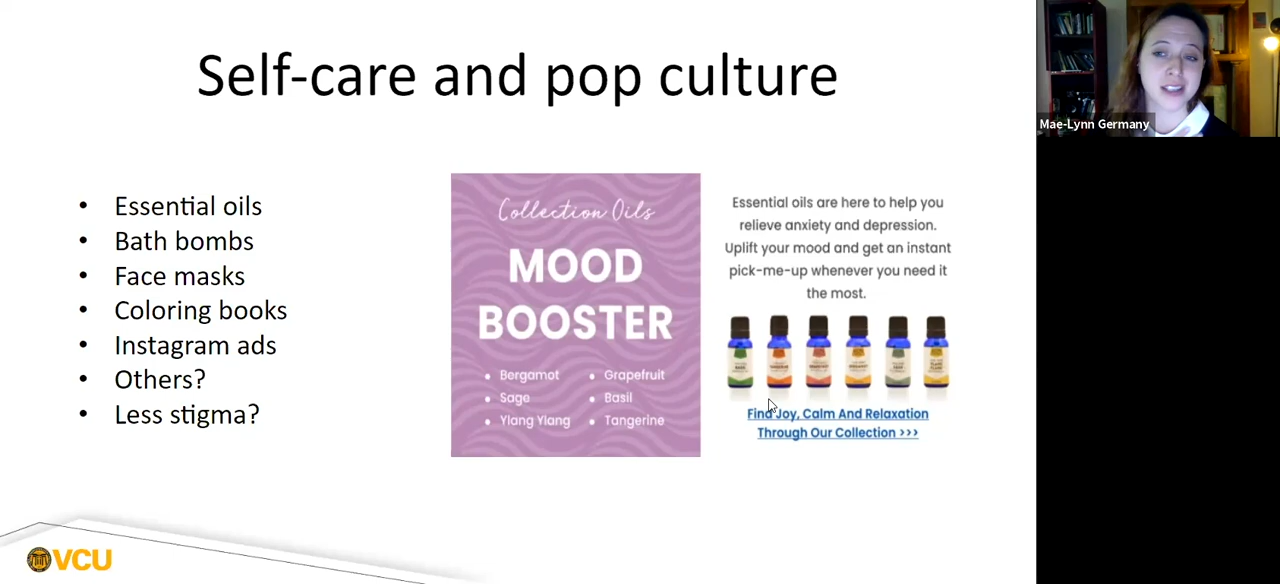 Self-care and pop culture
Mae-Lynn Germany
• Essential oils
• Bath bombs
• Face masks
• Coloring books
• Instagram ads
• Others?
• Less stigma?
Collection Oils
MOOD
BOOSTER
• Bergamot
• Sage
• Ylang Ylang
• Grapefruit
• Basil
• Tangerine
Essential oils are here to help you
relieve anxiety and depression.
Uplift your mood and get an instant
pick-me-up whenever you need it
the most.
Find Joy, Calm And Relaxation
Through Our Collection >>>
VCU